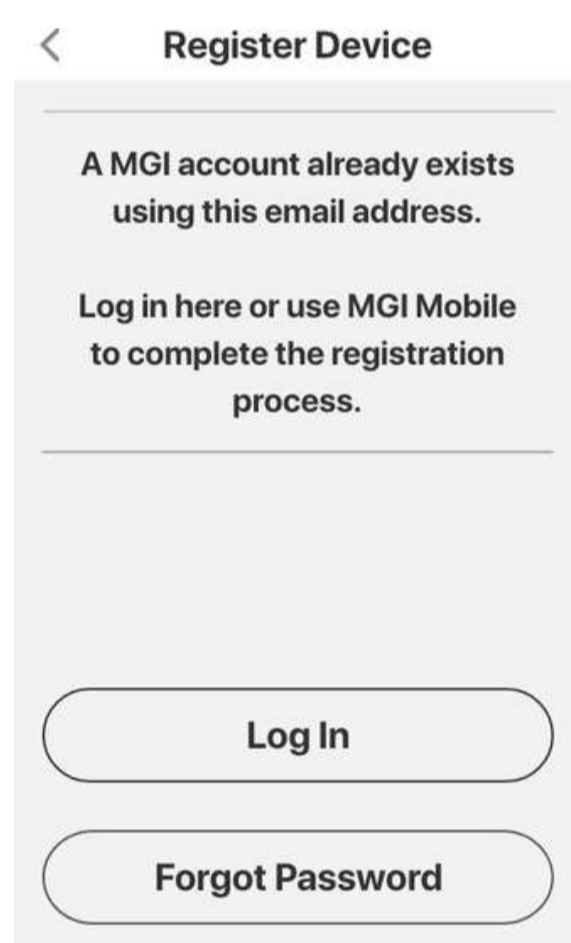 Register Device
A MGI account already exists
using this email address.
Log in here or use MGI Mobile
to complete the registration
process.
Log In
Forgot Password